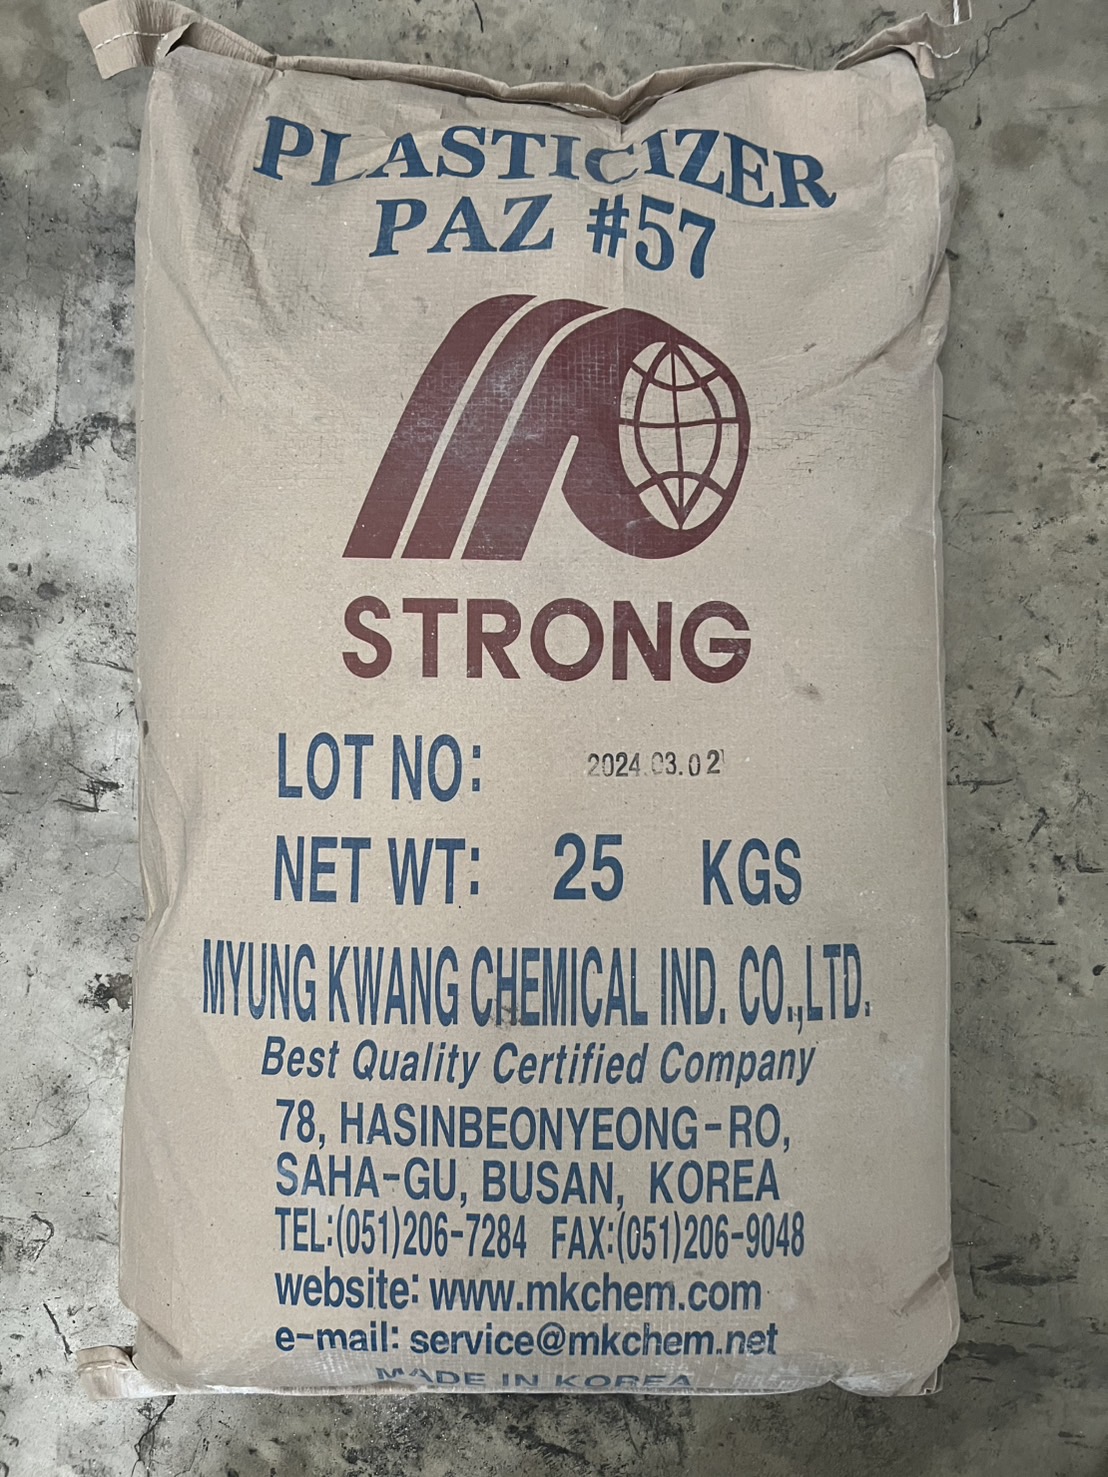 PLASTICIZER
PAZ #57
STRONG
LOT NO: 2024.03.02
NET WT: 25 KGS
MYUNG KWANG CHEMICAL IND. CO.,LTD.
Best Quality Certified Company
78, HASINBEONYEONG-RO,
SAHA-GU, BUSAN, KOREA
TEL:(051)206-7284 FAX:(051)206-9048
website: www.mkchem.com
e-mail: service@mkchem.net
MADE IN KOREA